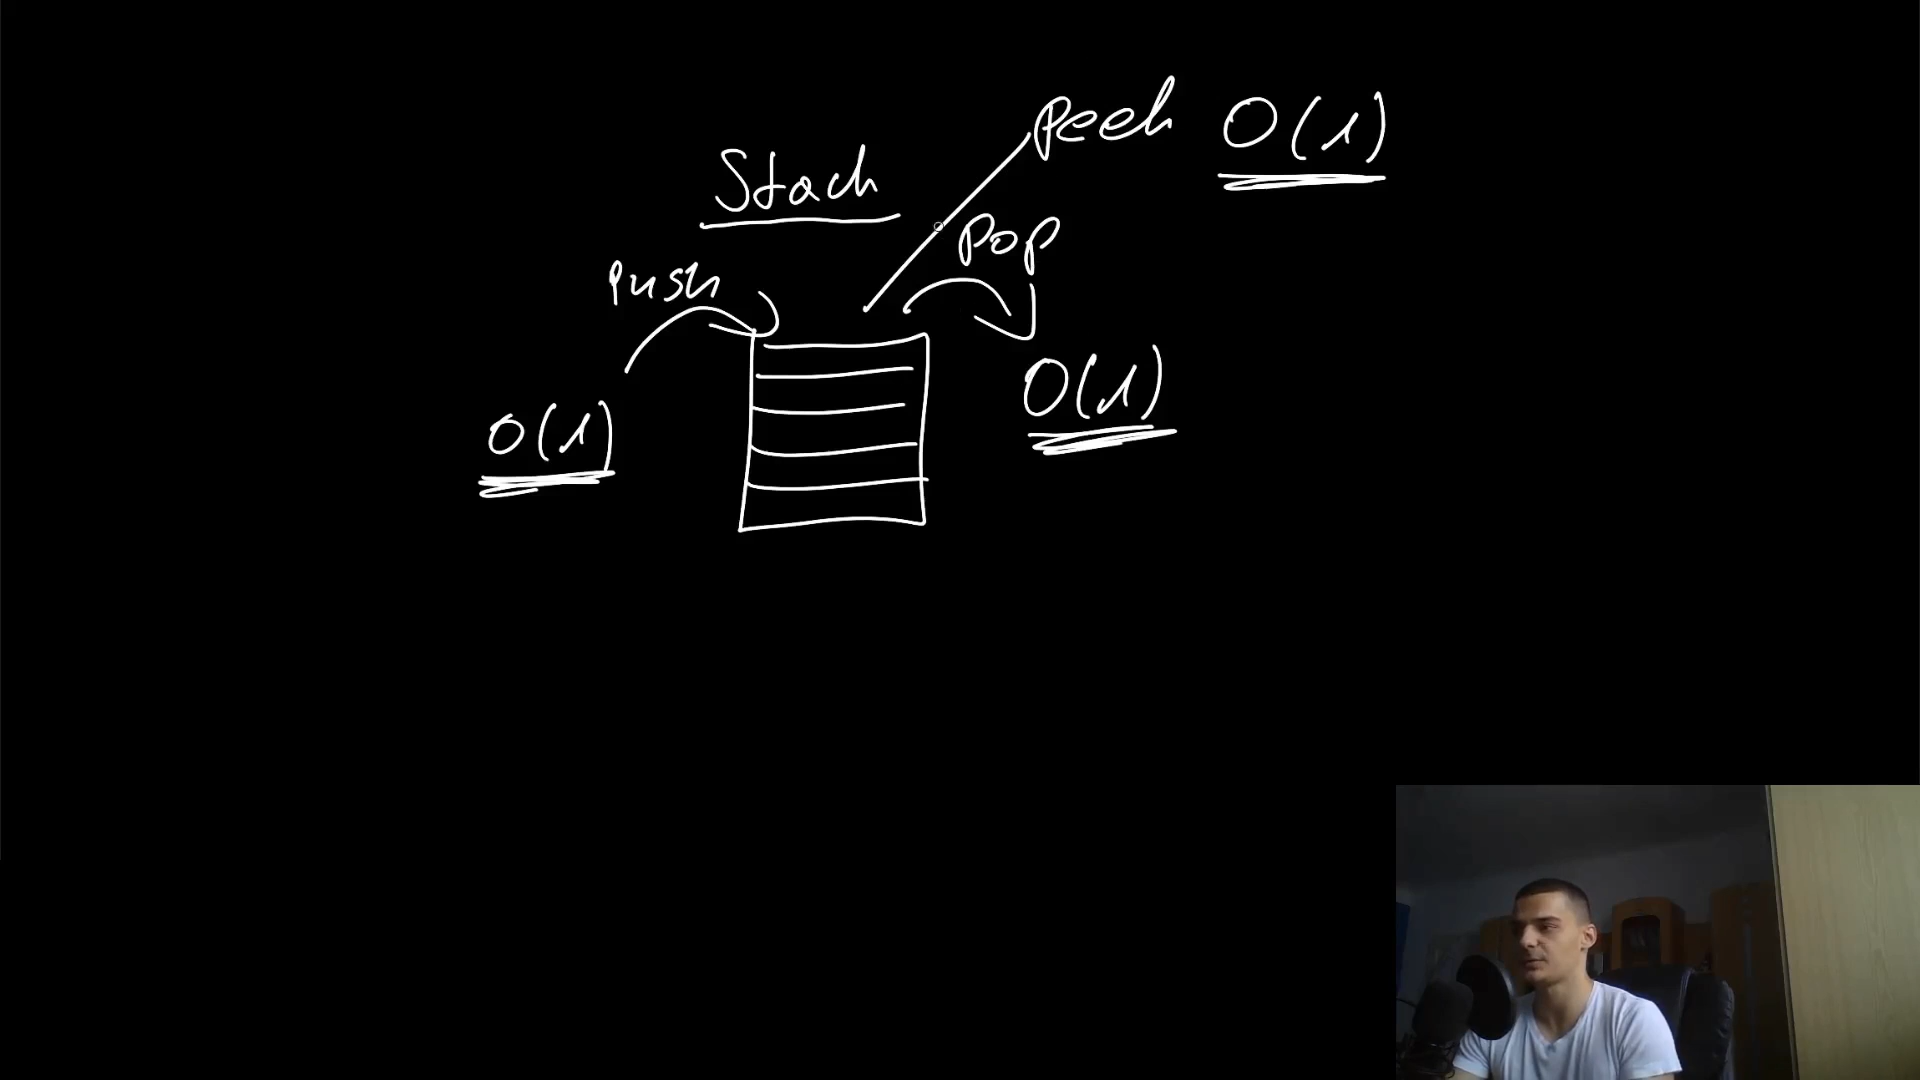 peek O(1)
Stack
pop
push
O(1)
O(1)